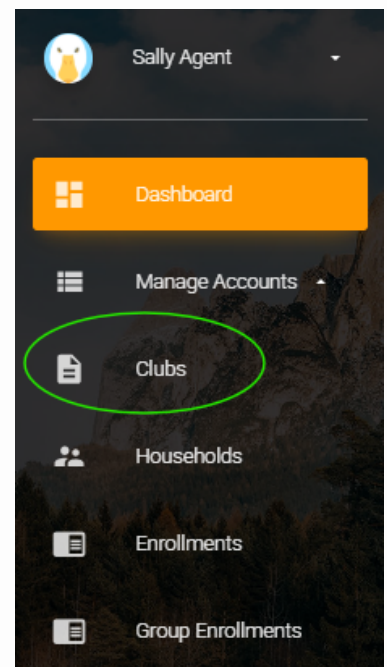 Sally Agent
Dashboard
Manage Accounts
Clubs
Households
Enrollments
Group Enrollments